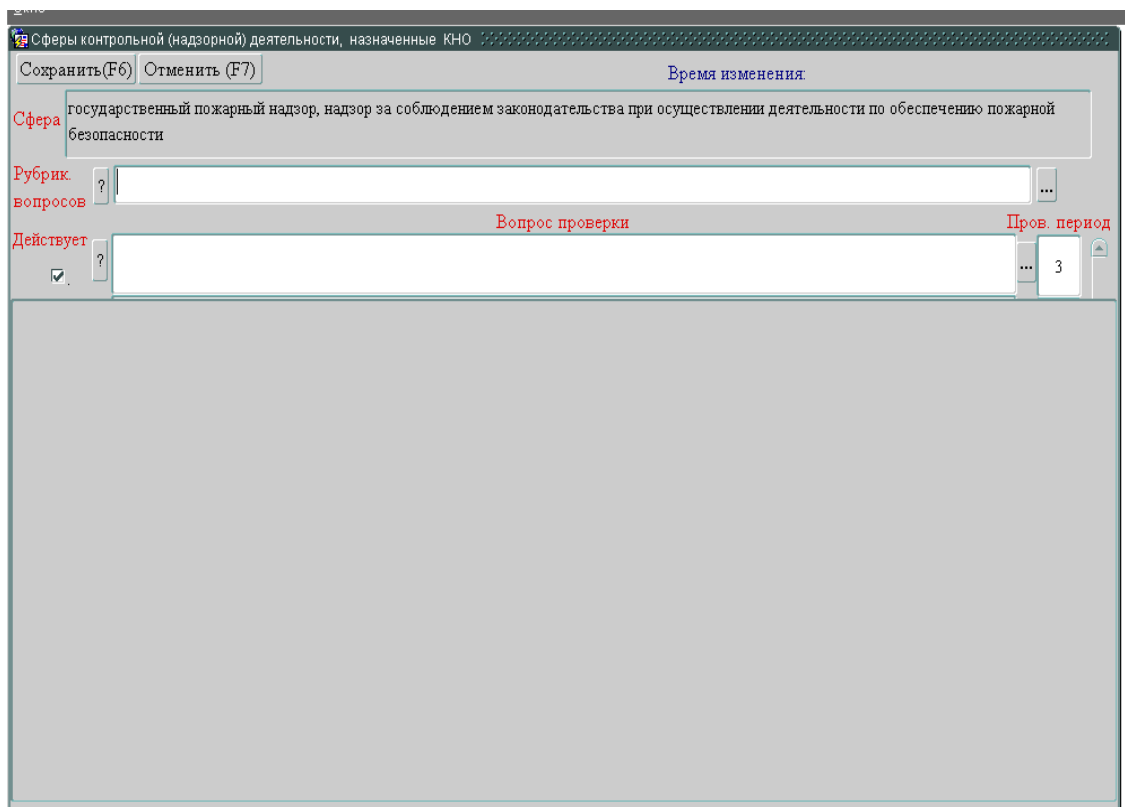 Сферы контрольной (надзорной) деятельности, назначенные КНО
Сохранить(F6) Отменить (F7)
Время изменения:
Сфера
государственный пожарный надзор, надзор за соблюдением законодательства при осуществлении деятельности по обеспечению пожарной
безопасности
Рубрик.
вопросов
?
...
Вопрос проверки
Пров. период
Действует
?
...
3